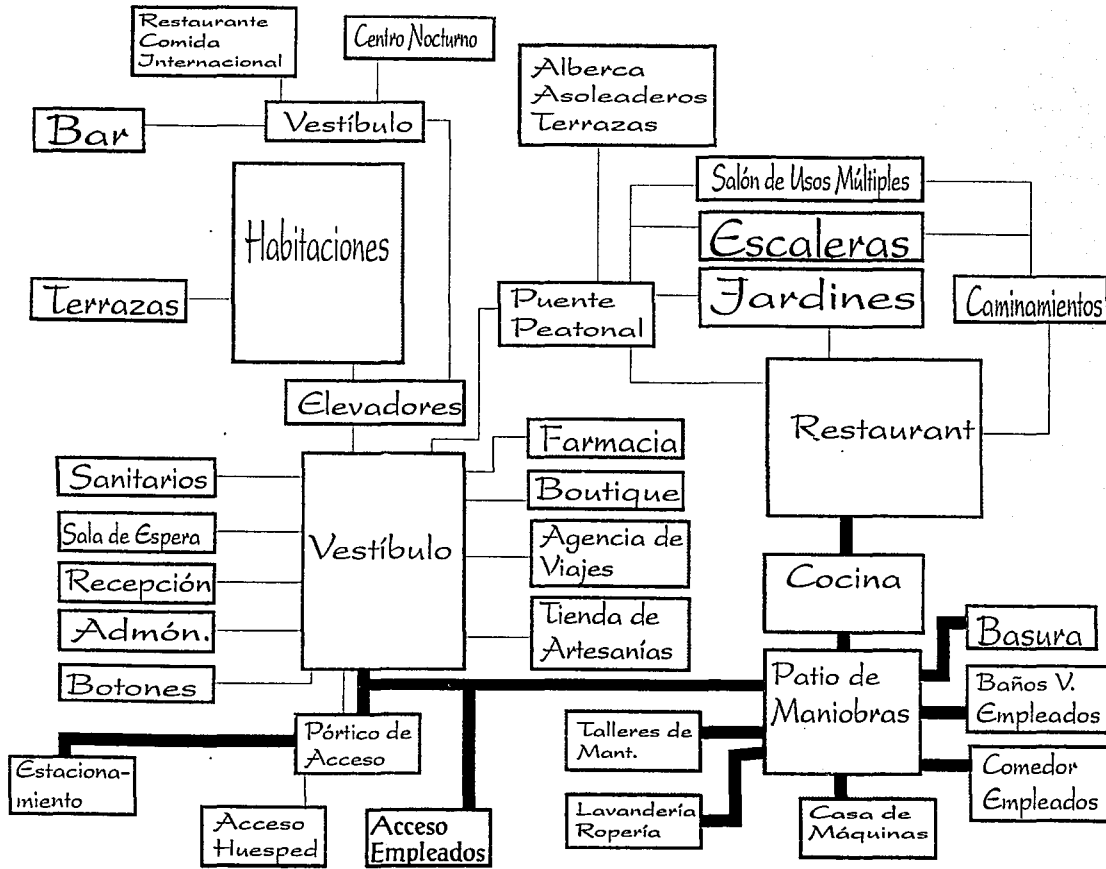 Restaurante
Comida
Internacional
Centro Nocturno
Alberca
Asoleaderos
Terrazas
Bar
Vestíbulo
Salón de Usos Múltiples
Habitaciones
Escaleras
Terrazas
Puente
Peatonal
Jardines
Caminamientos
Elevadores
Restaurant
Farmacia
Sanitarios
Boutique
Sala de Espera
Vestíbulo
Agencia de
Viajes
Recepción
Cocina
Admón.
Tienda de
Artesanías
Basura
Botones
Patio de
Maniobras
Baños V.
Empleados
Pórtico de
Acceso
Talleres de
Mant.
Estaciona-
miento
Comedor
Empleados
Acceso
Huesped
Acceso
Empleados
Lavandería
Ropería
Casa de
Máquinas